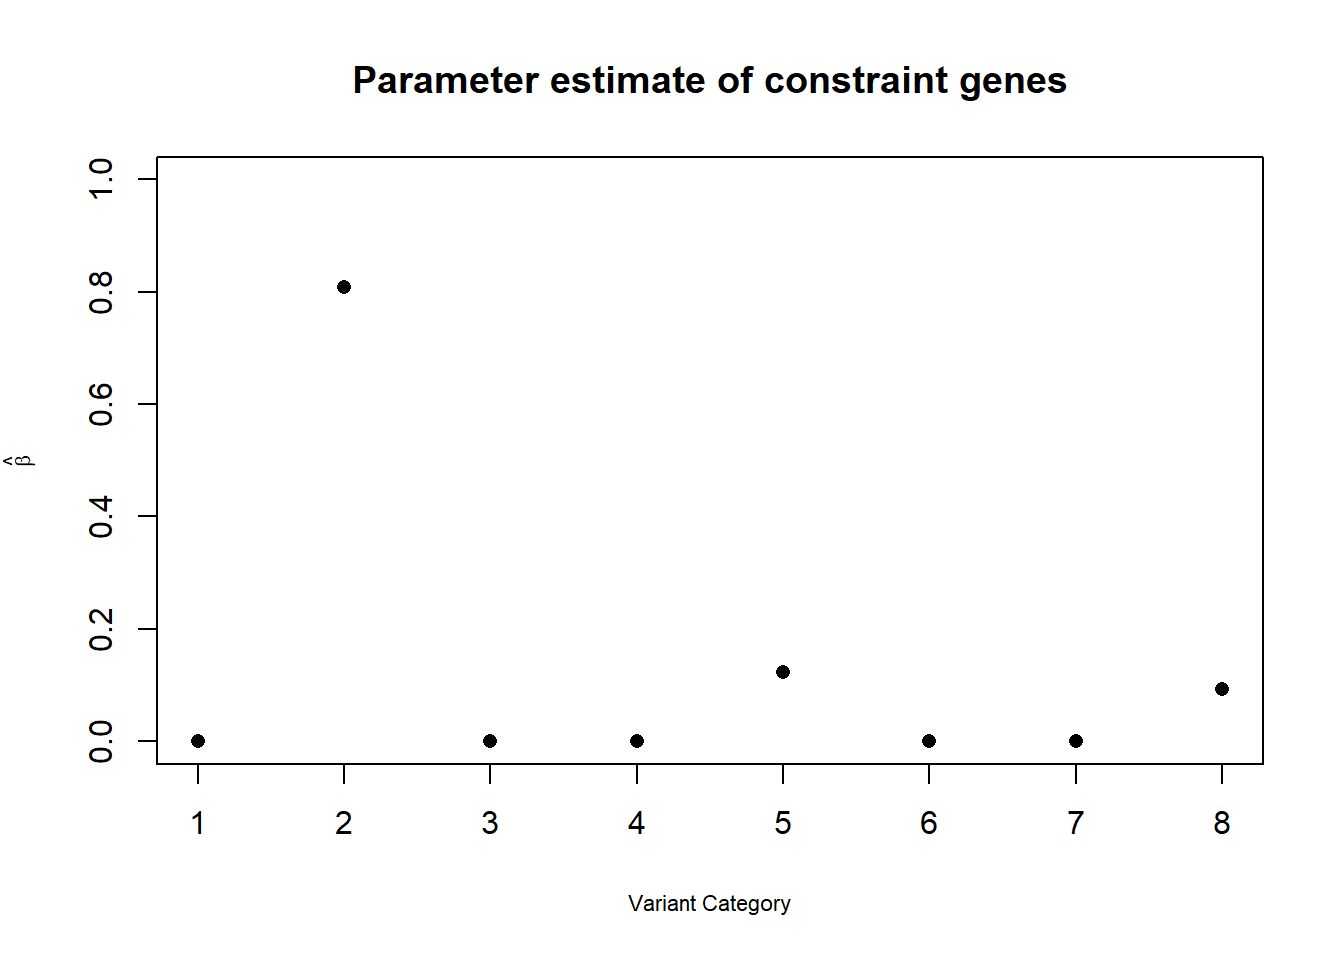 Parameter estimate of constraint genes
1.0
0.8
0.6
0.4
0.2
0.0
β̂
1 2 3 4 5 6 7 8
Variant Category